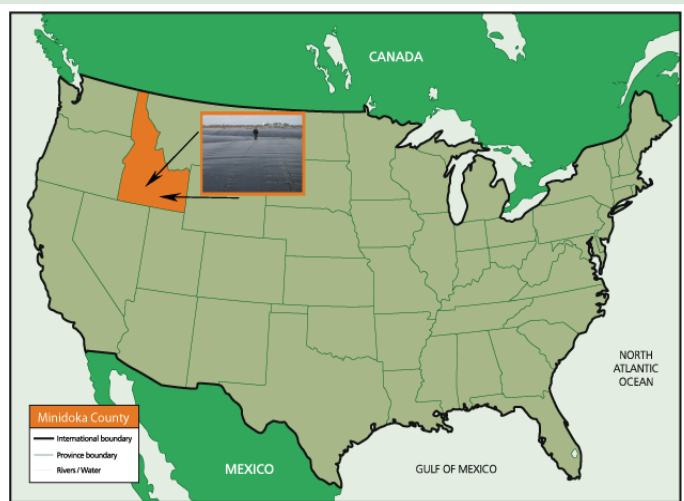 CANADA
NORTH
ATLANTIC
OCEAN
Minidoka County
International boundary
Province boundary
Rivers / Water
MEXICO
GULF OF MEXICO